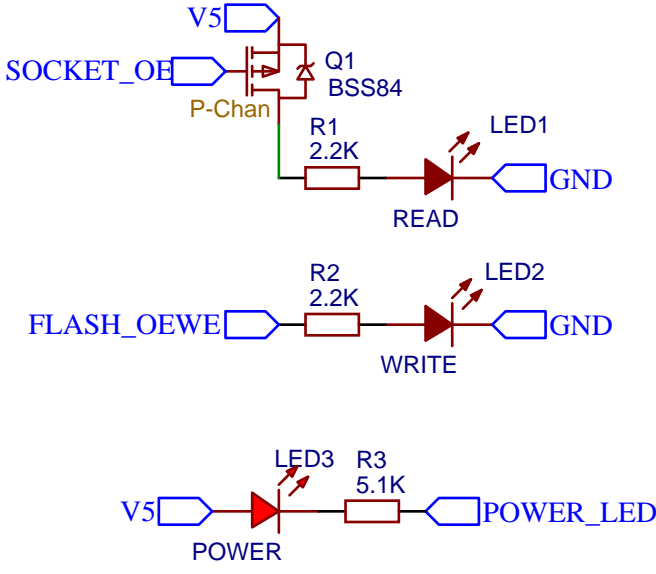 V5
SOCKET_OE
Q1
BSS84
P-Chan
R1
2.2K
LED1
GND
READ
R2
2.2K
LED2
FLASH_OEWE
GND
WRITE
LED3
R3
5.1K
V5
POWER_LED
POWER